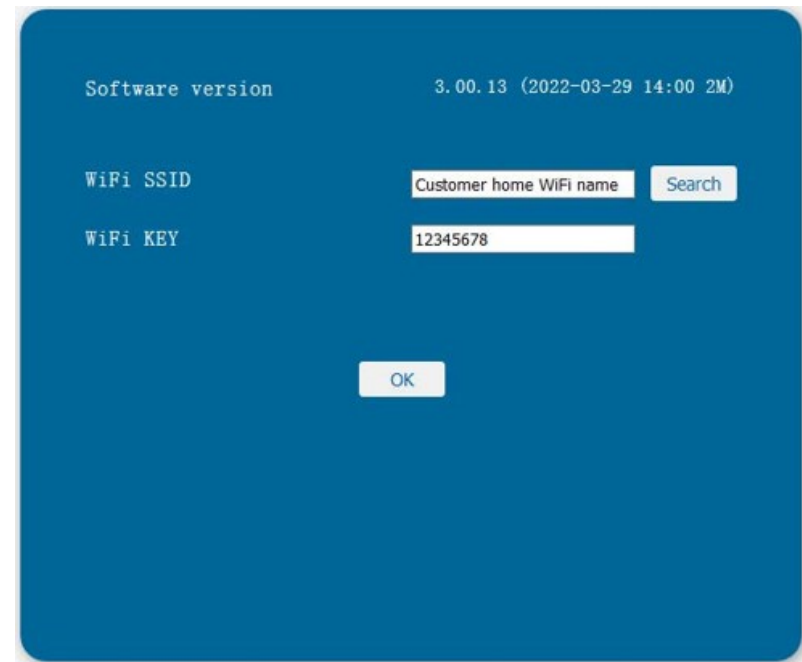 Software version 3.00.13 (2022-03-29 14:00 2M)
WiFi SSID Customer home WiFi name Search
WiFi KEY 12345678
OK